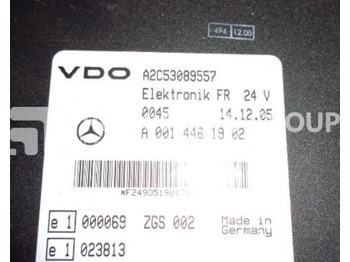 494 12.05
VDO A2C53089557
Elektronik FR 24 V
0045 14.12.05
A 001 446 19 02
OUP
e 1 000069 ZGS 002 Made in Germany
e 1 023813